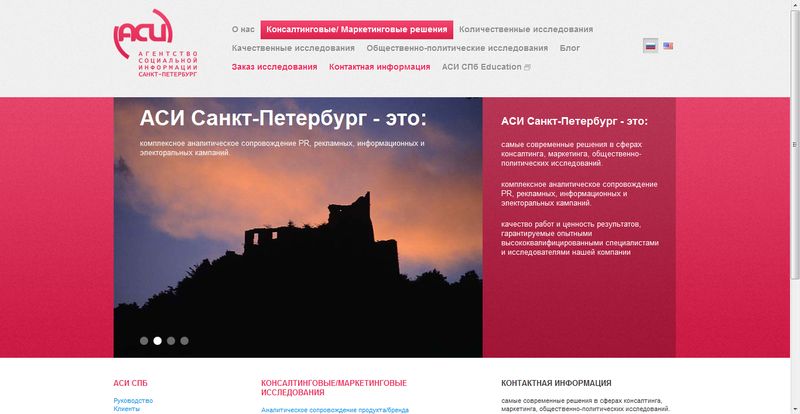 АСИ
АГЕНТСТВО
СОЦИАЛЬНОЙ
ИНФОРМАЦИИ
САНКТ-ПЕТЕРБУРГ
О нас Консалтинговые/ Маркетинговые решения Количественные исследования
Качественные исследования Общественно-политические исследования Блог
Заказ исследования Контактная информация АСИ СПб Education
АСИ Санкт-Петербург - это:
комплексное аналитическое сопровождение PR, рекламных, информационных и
электоральных кампаний.
АСИ Санкт-Петербург - это:
самые современные решения в сферах
консалтинга, маркетинга, общественно-
политических исследований.
комплексное аналитическое сопровождение
PR, рекламных, информационных и
электоральных кампаний.
качество работ и ценность результатов,
гарантируемые опытными
высококвалифицированными специалистами
и исследователями нашей компании
АСИ СПБ
Руководство
Клиенты
КОНСАЛТИНГОВЫЕ/МАРКЕТИНГОВЫЕ
ИССЛЕДОВАНИЯ
Аналитическое сопровождение продукта/бренда
КОНТАКТНАЯ ИНФОРМАЦИЯ
самые современные решения в сферах консалтинга,
маркетинга, общественно-политических исследований.